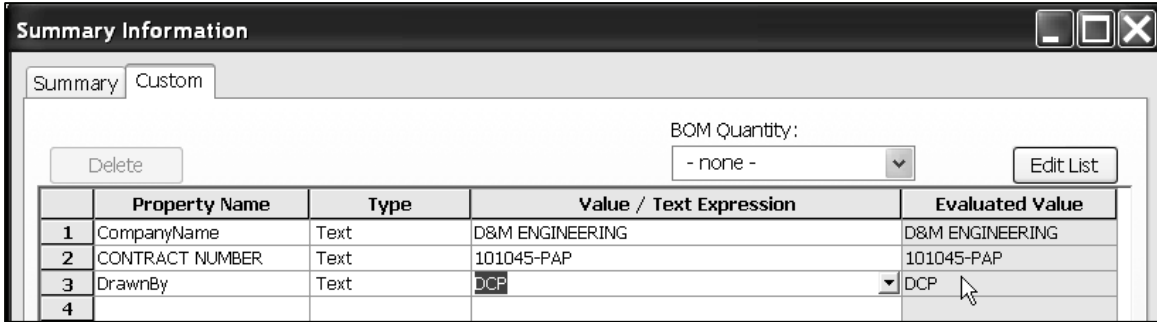 Summary Information
Summary Custom
BOM Quantity:
Delete - none - Edit List
Property Name Type Value / Text Expression Evaluated Value
1 CompanyName Text D&M ENGINEERING D&M ENGINEERING
2 CONTRACT NUMBER Text 101045-PAP 101045-PAP
3 DrawnBy Text DCP DCP
4